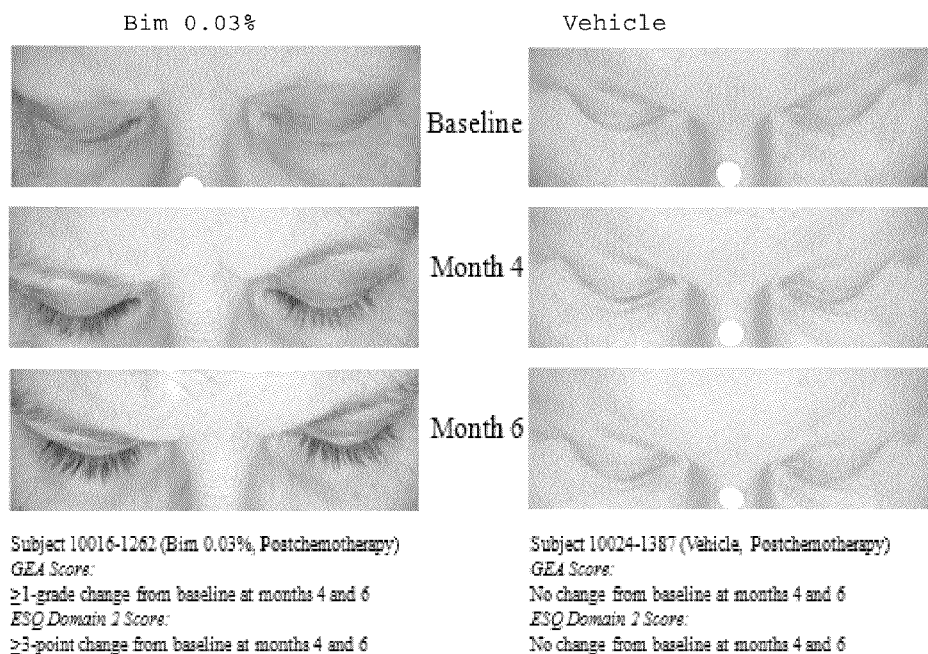 Bim 0.03%
Vehicle
Baseline
Month 4
Month 6
Subject 10016-1262 (Bim 0.03%, Postchemotherapy)
GEA Score:
≥1-grade change from baseline at months 4 and 6
ESQ Domain 2 Score:
≥3-point change from baseline at months 4 and 6
Subject 10024-1387 (Vehicle, Postchemotherapy)
GEA Score:
No change from baseline at months 4 and 6
ESQ Domain 2 Score:
No change from baseline at months 4 and 6